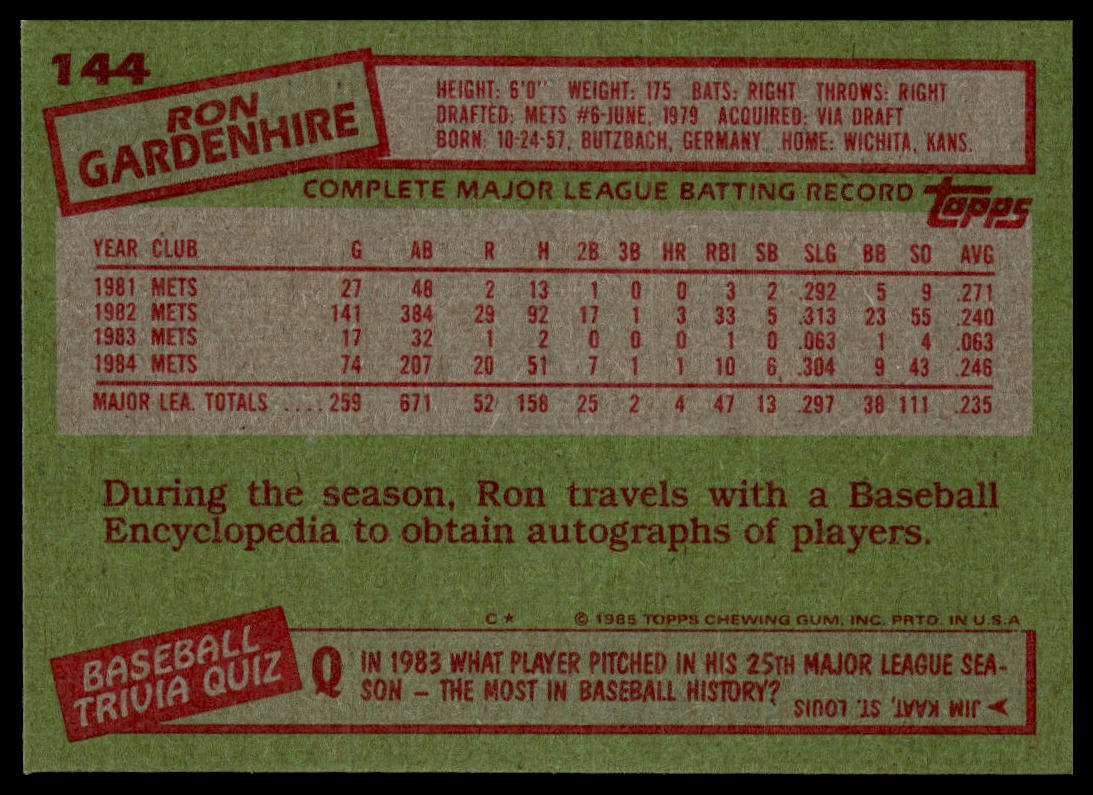 144
RON
GARDENHIRE
HEIGHT: 6'0" WEIGHT: 175 BATS: RIGHT THROWS: RIGHT
DRAFTED: METS #6-JUNE, 1979 ACQUIRED: VIA DRAFT
BORN: 10-24-57, BUTZBACH, GERMANY HOME: WICHITA, KANS.
COMPLETE MAJOR LEAGUE BATTING RECORD
Topps
YEAR CLUB G AB R H 2B 3B HR RBI SB SLG BB SO AVG
1981 METS 27 48 2 13 1 0 0 3 2 .292 5 9 .271
1982 METS 141 384 29 92 17 1 3 33 5 .313 23 55 .240
1983 METS 17 32 1 2 0 0 0 1 0 .063 1 4 .063
1984 METS 74 207 20 51 7 1 1 10 6 .304 9 43 .246
MAJOR LEA. TOTALS ....259 671 52 158 25 2 4 47 13 .297 38 111 .235
During the season, Ron travels with a Baseball
Encyclopedia to obtain autographs of players.
C★ © 1985 TOPPS CHEWING GUM, INC. PRTD. IN U.S.A
BASEBALL
TRIVIA QUIZ
Q IN 1983 WHAT PLAYER PITCHED IN HIS 25TH MAJOR LEAGUE SEA-
SON – THE MOST IN BASEBALL HISTORY?
JIM KAAT, ST. LOUIS